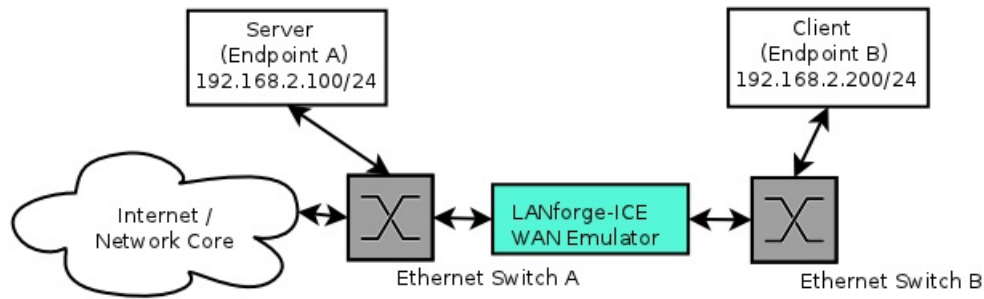 Server
(Endpoint A)
192.168.2.100/24
Client
(Endpoint B)
192.168.2.200/24
Internet /
Network Core
LANforge-ICE
WAN Emulator
Ethernet Switch A
Ethernet Switch B